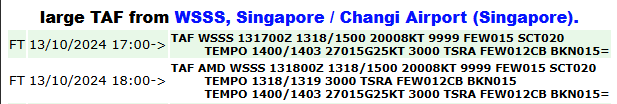 large TAF from WSSS, Singapore / Changi Airport (Singapore).
FT 13/10/2024 17:00-> TAF WSSS 131700Z 1318/1500 20008KT 9999 FEW015 SCT020
TEMPO 1400/1403 27015G25KT 3000 TSRA FEW012CB BKN015=
FT 13/10/2024 18:00-> TAF AMD WSSS 131800Z 1318/1500 20008KT 9999 FEW015 SCT020
TEMPO 1318/1319 3000 TSRA FEW012CB BKN015
TEMPO 1400/1403 27015G25KT 3000 TSRA FEW012CB BKN015=